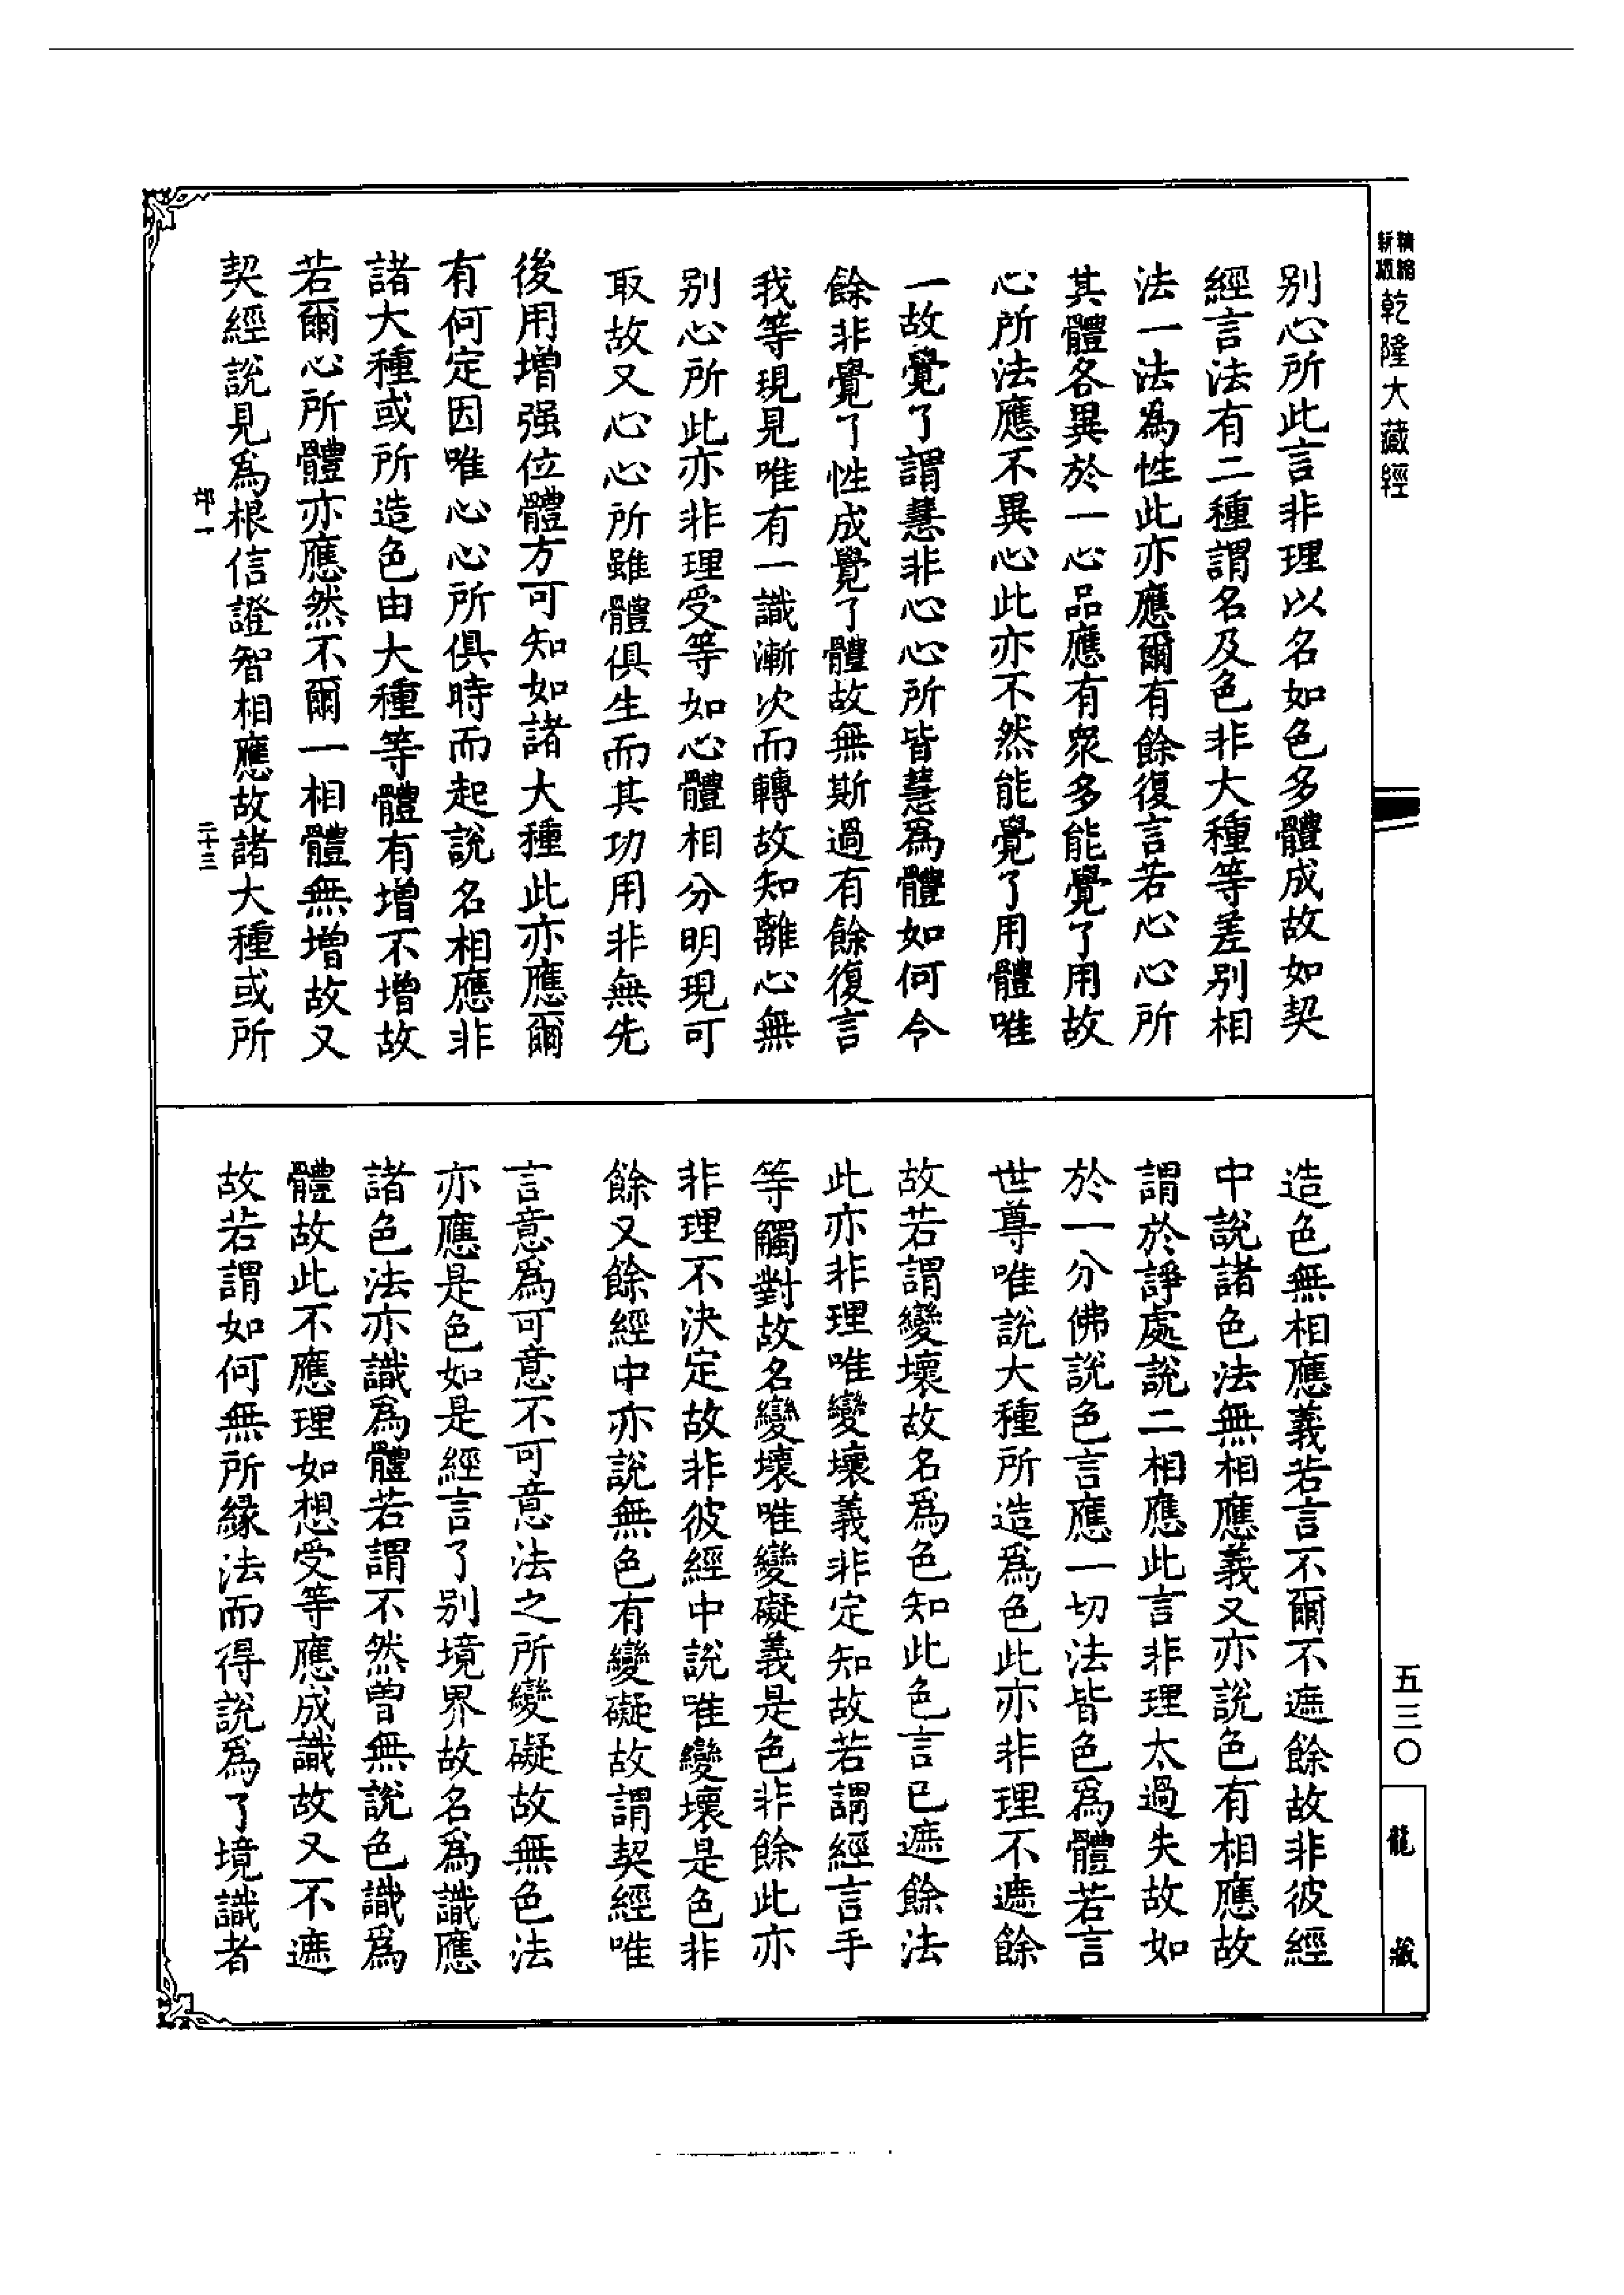 精縮
新版
乾隆大藏經
别心所此言非理以名如色多體成故如契
經言法有二種謂名及色非大種等差别相
法一法為性此亦應爾有餘復言若心心所
其體各異於一心品應有衆多能覺了用故
心所法應不異心此亦不然能覺了用體唯
一故覺了謂慧非心心所皆慧爲體如何今
餘非覺了性成覺了體故無斯過有餘復言
我等現見唯有一識漸次而轉故知離心無
别心所此亦非理受等如心體相分明現可
取故又心心所雖體俱生而其功用非無先
後用增强位體方可知如諸大種此亦應爾
有何定因唯心心所俱時而起說名相應非
諸大種或所造色由大種等體有增不增故
若爾心所體亦應然不爾一相體無增故又
契經説見爲根信證智相應故諸大種或所
二十三
造色無相應義若言不爾不遮餘故非彼經
中說諸色法無相應義又亦說色有相應故
謂於諍處說二相應此言非理太過失故如
於一分佛説色言應一切法皆色爲體若言
世尊唯説大種所造爲色此亦非理不遮餘
故若謂變壞故名爲色知此色言已遮餘法
此亦非理唯變壞義非定知故若謂經言手
等觸對故名變壞唯變礙義是色非餘此亦
非理不決定故非彼經中説唯變壞是色非
餘又餘經中亦說無色有變礙故謂契經唯
言意爲可意不可意法之所變礙故無色法
亦應是色如是經言了别境界故名爲識應
諸色法亦識爲體若謂不然曾無説色識爲
體故此不應理如想受等應成識故又不遮
故若謂如何無所緣法而得説爲了境識者
五三〇
龍藏